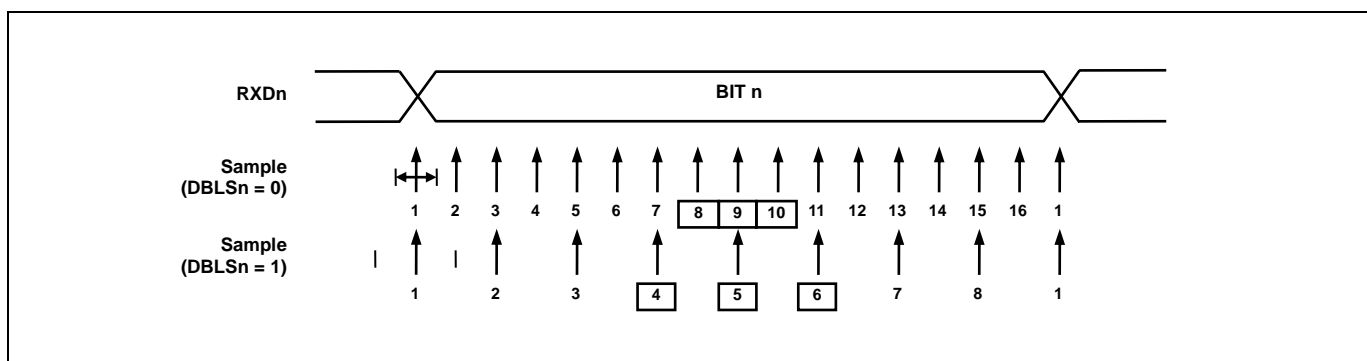 RXDn
BIT n
Sample
(DBLSn = 0)
1 2 3 4 5 6 7 8 9 10 11 12 13 14 15 16 1
Sample
(DBLSn = 1)
1 2 3 4 5 6 7 8 1